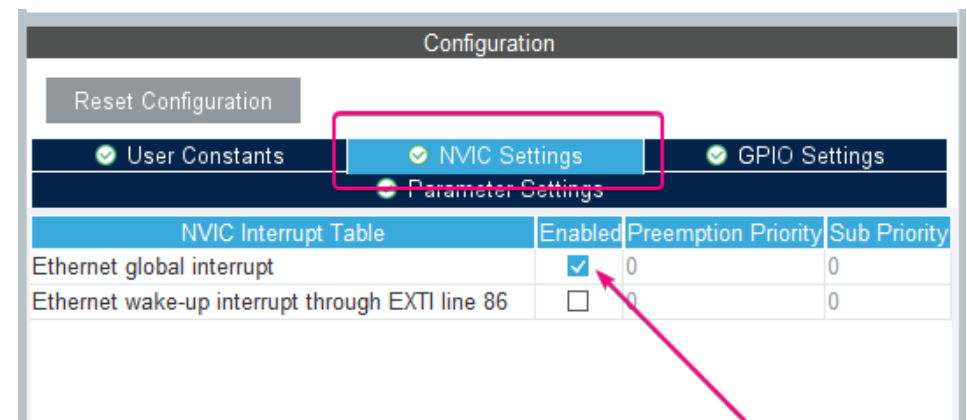 Configuration
Reset Configuration
User Constants NVIC Settings GPIO Settings
Parameter Settings
NVIC Interrupt Table Enabled Preemption Priority Sub Priority
Ethernet global interrupt 0 0
Ethernet wake-up interrupt through EXTI line 86 0 0